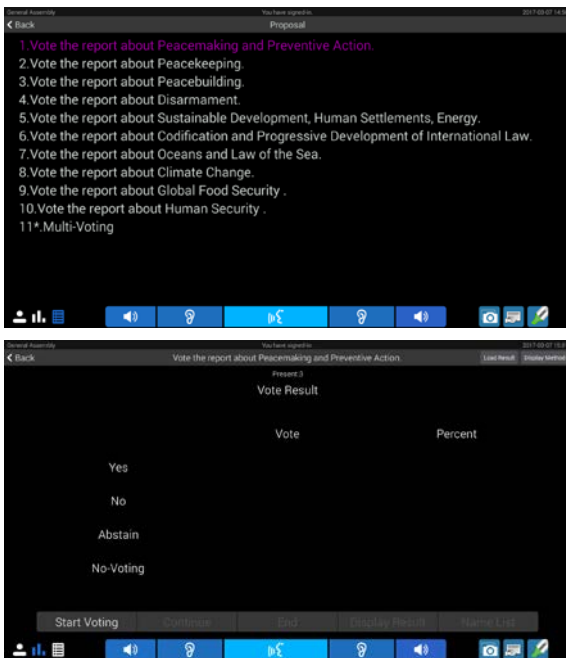 General Assembly You have signed in
Back Proposal
1.Vote the report about Peacemaking and Preventive Action.
2.Vote the report about Peacekeeping.
3.Vote the report about Peacebuilding.
4.Vote the report about Disarmament.
5.Vote the report about Sustainable Development, Human Settlements, Energy.
6.Vote the report about Codification and Progressive Development of International Law.
7.Vote the report about Oceans and Law of the Sea.
8.Vote the report about Climate Change.
9.Vote the report about Global Food Security .
10.Vote the report about Human Security .
11*.Multi-Voting
General Assembly You have signed in
Back Vote the report about Peacemaking and Preventive Action. Load Result Display Method
Present:3
Vote Result
Vote Percent
Yes
No
Abstain
No-Voting
Start Voting Continue End Display Result Name List